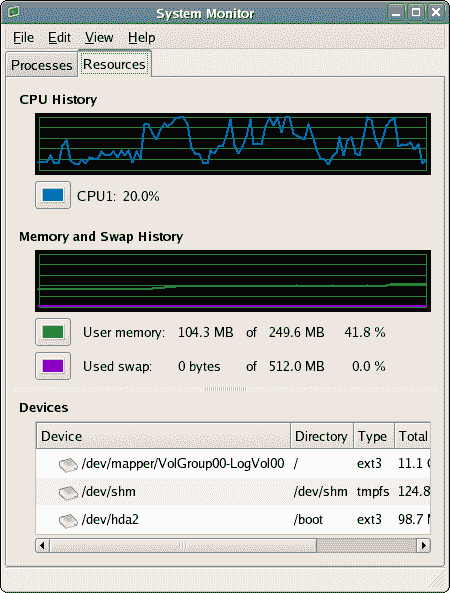 System Monitor
File Edit View Help
Processes Resources
CPU History
CPU1: 20.0%
Memory and Swap History
User memory: 104.3 MB of 249.6 MB 41.8 %
Used swap: 0 bytes of 512.0 MB 0.0 %
Devices
Device Directory Type Total
/dev/mapper/VolGroup00-LogVol00 / ext3 11.1
/dev/shm /dev/shm tmpfs 124.8
/dev/hda2 /boot ext3 98.7